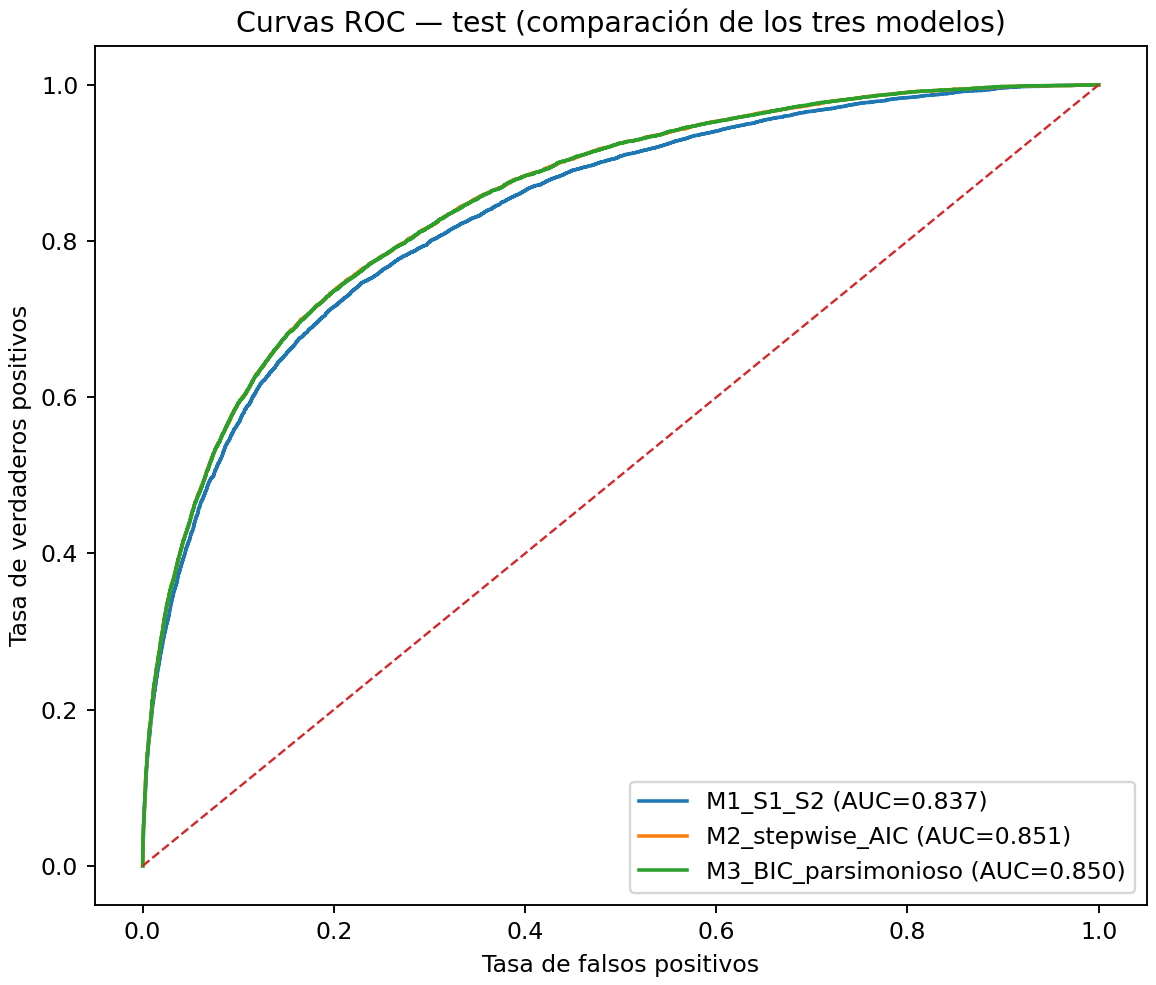 Curvas ROC — test (comparación de los tres modelos)
Tasa de verdaderos positivos
1.0
0.8
0.6
0.4
0.2
0.0
0.0 0.2 0.4 0.6 0.8 1.0
Tasa de falsos positivos
M1_S1_S2 (AUC=0.837)
M2_stepwise_AIC (AUC=0.851)
M3_BIC_parsimonioso (AUC=0.850)